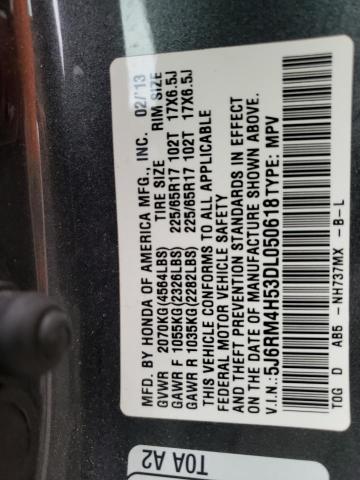 MFD. BY HONDA OF AMERICA MFG., INC. 02/'13
GVWR 2070KG(4564LBS) TIRE SIZE RIM SIZE
GAWR F 1055KG(2326LBS) 225/65R17 102T 17X6.5J
GAWR R 1035KG(2282LBS) 225/65R17 102T 17X6.5J
THIS VEHICLE CONFORMS TO ALL APPLICABLE
FEDERAL MOTOR VEHICLE SAFETY
AND THEFT PREVENTION STANDARDS IN EFFECT
ON THE DATE OF MANUFACTURE SHOWN ABOVE.
V.I.N.:5J6RM4H53DL050618TYPE: MPV
T0G D AB5 -NH737MX -B-L
T0A A2